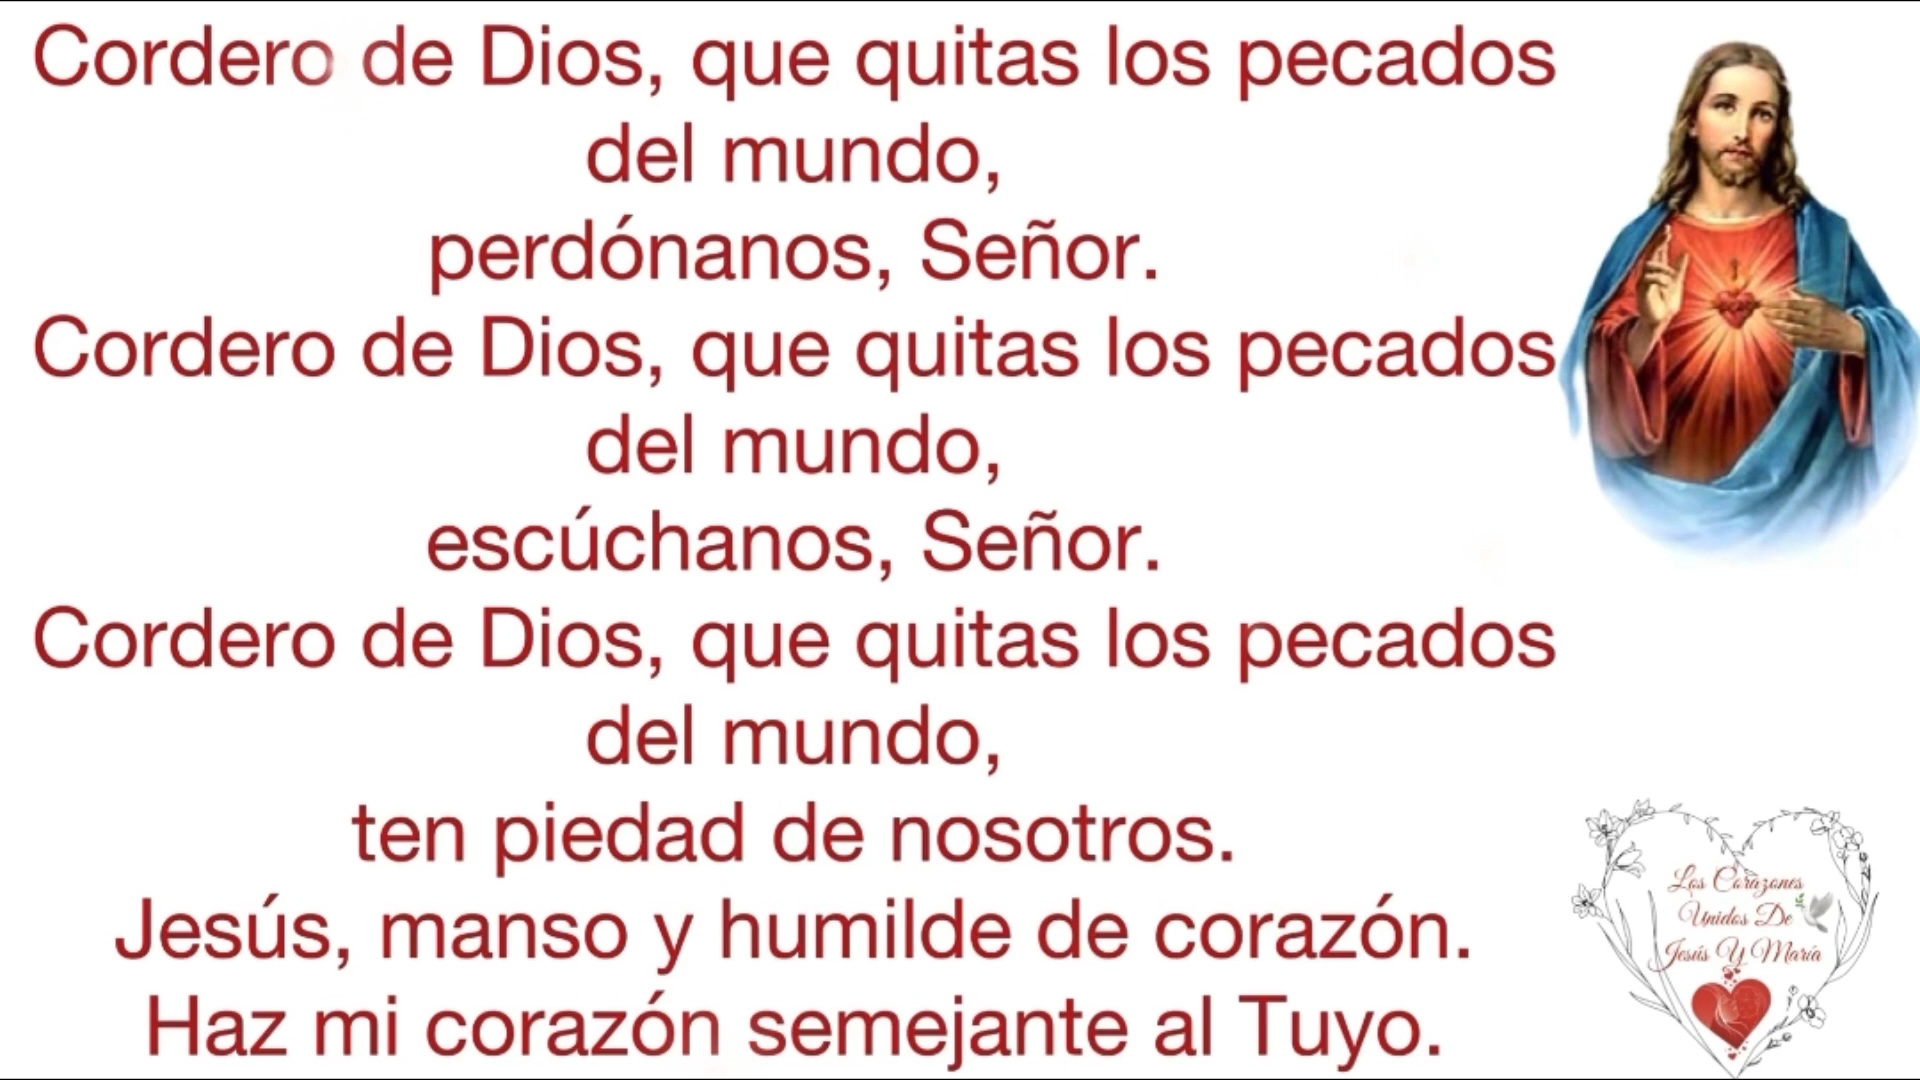 Cordero de Dios, que quitas los pecados
del mundo,
perdónanos, Señor.
Cordero de Dios, que quitas los pecados
del mundo,
escúchanos, Señor.
Cordero de Dios, que quitas los pecados
del mundo,
ten piedad de nosotros.
Jesús, manso y humilde de corazón.
Haz mi corazón semejante al Tuyo.
Los Corazones
Unidos De
Jesús Y María